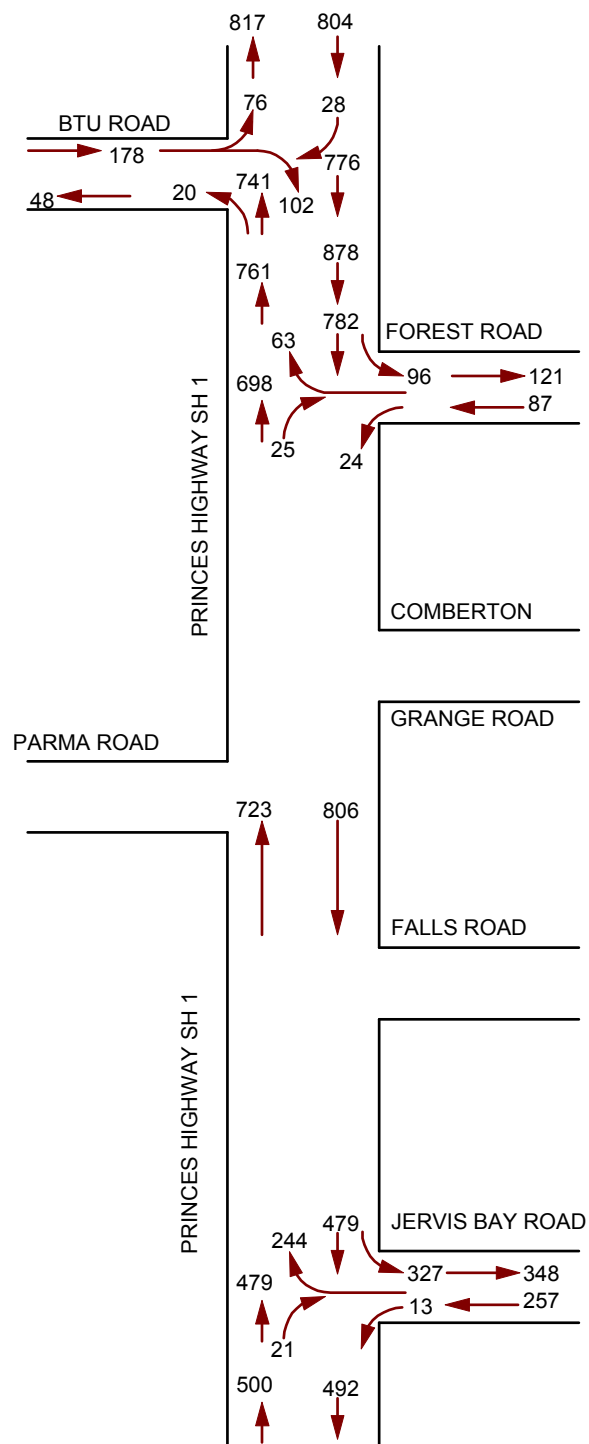 817 804
76 28
BTU ROAD
178 776
48 20 741 102
761 878
782 FOREST ROAD
63
698 96 121
87
25 24
PRINCES HIGHWAY SH 1
COMBERTON
GRANGE ROAD
PARMA ROAD
723 806
FALLS ROAD
PRINCES HIGHWAY SH 1
479 JERVIS BAY ROAD
244
479 327 348
13 257
21
500 492